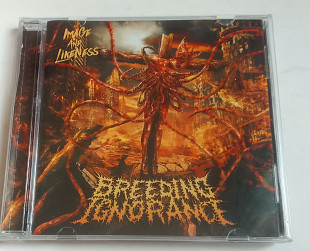 IMAGE
AND
LIKENESS
BREEDING
IGNORANCE